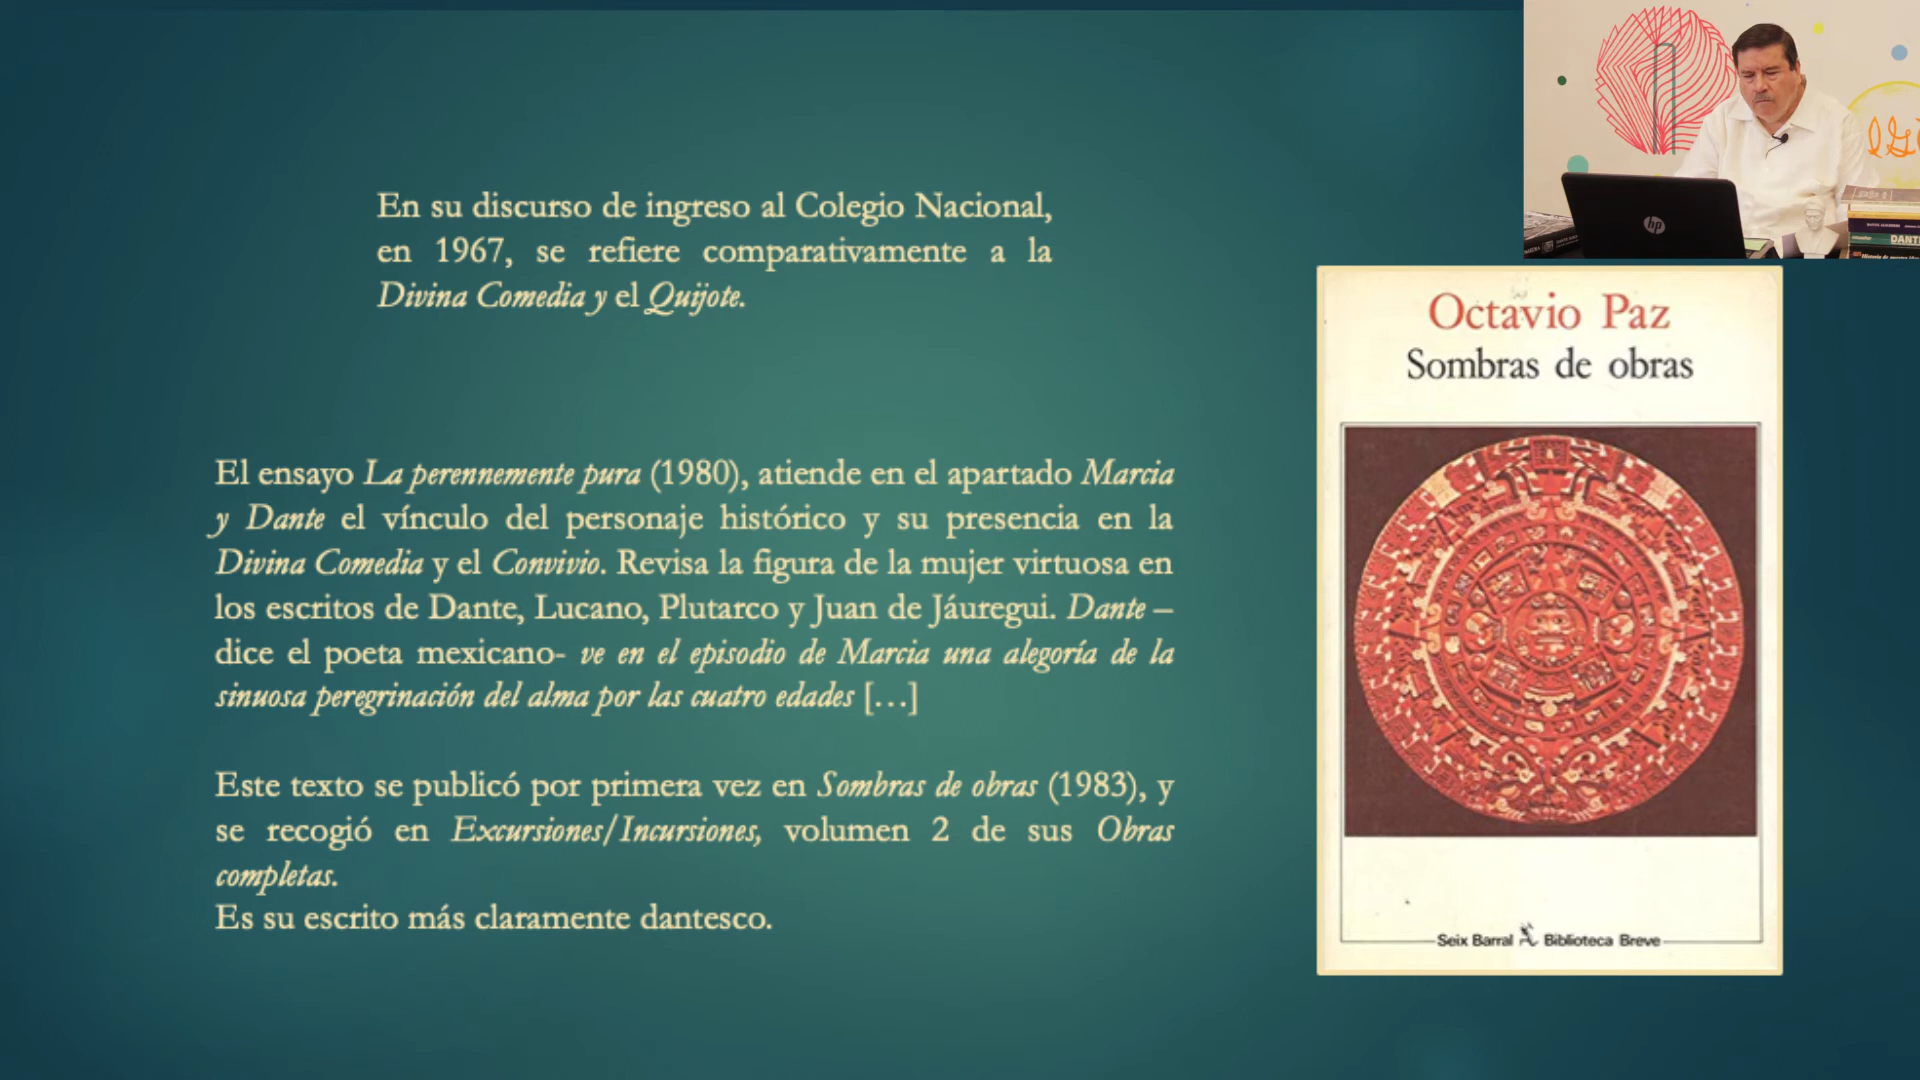 En su discurso de ingreso al Colegio Nacional,
en 1967, se refiere comparativamente a la
Divina Comedia y el Quijote.
El ensayo La perennemente pura (1980), atiende en el apartado Marcia
y Dante el vínculo del personaje histórico y su presencia en la
Divina Comedia y el Convivio. Revisa la figura de la mujer virtuosa en
los escritos de Dante, Lucano, Plutarco y Juan de Jáuregui. Dante –
dice el poeta mexicano- ve en el episodio de Marcia una alegoría de la
sinuosa peregrinación del alma por las cuatro edades […]
Este texto se publicó por primera vez en Sombras de obras (1983), y
se recogió en Excursiones/Incursiones, volumen 2 de sus Obras
completas.
Es su escrito más claramente dantesco.
hp
DANTE
Octavio Paz
Sombras de obras
Seix Barral Biblioteca Breve